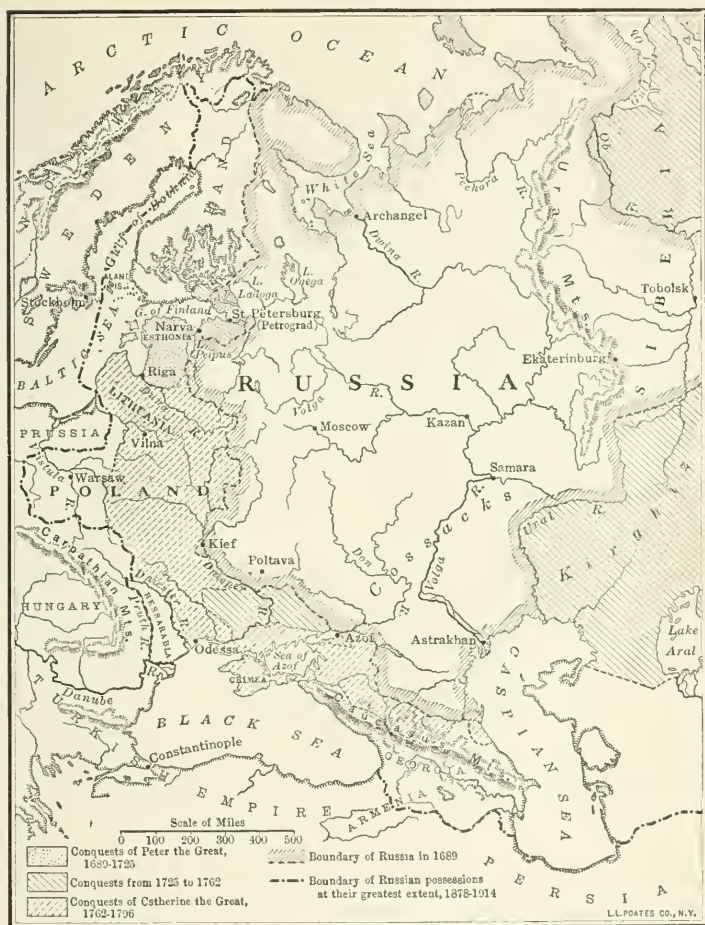 ARCTIC OCEAN
NORWAY
SWEDEN
Gulf of Bothnia
White Sea
Archangel
Dwina R.
Pechora R.
Ural Mts.
Ob R.
SIBERIA
Tobolsk
ALAND IS.
Stockholm
L. Onega
L. Ladoga
G. of Finland
St. Petersburg
(Petrograd)
Narva
ESTHONIA
L. Peipus
BALTIC SEA
Riga
RUSSIA
Ekaterinburg
LITHUANIA
R.
Volga
R.
Moscow
Kazan
PRUSSIA
Vilna
Samara
Vistula R.
Warsaw
POLAND
Cossacks
Ural R.
Kirghiz
Kief
Dnieper R.
Poltava
Don R.
Volga R.
Carpathian Mts.
HUNGARY
Dniester R.
BESSARABIA
Pruth R.
Odessa
Azof
Sea of
Azof
CRIMEA
Astrakhan
Lake
Aral
Danube R.
BLACK SEA
Caucasus Mts.
GEORGIA
CASPIAN SEA
Constantinople
TURKISH EMPIRE
ARMENIA
PERSIA
Scale of Miles
0 100 200 300 500
Conquests of Peter the Great,
1689-1725
Conquests from 1725 to 1762
Conquests of Catherine the Great,
1762-1796
Boundary of Russia in 1689
Boundary of Russian possessions
at their greatest extent, 1878-1914
L.L.POATES CO., N.Y.